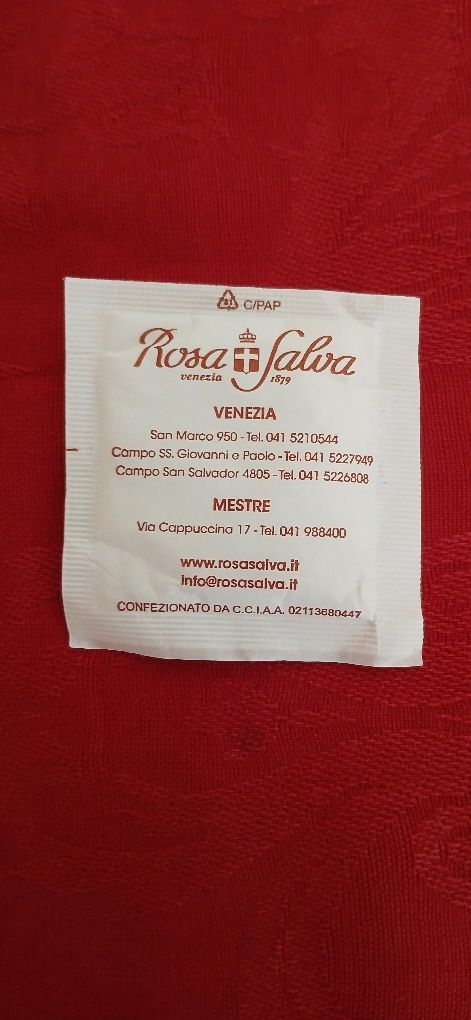 81 C/PAP
Rosa Salva
venezia 1879
VENEZIA
San Marco 950 - Tel. 041 5210544
Campo SS. Giovanni e Paolo - Tel. 041 5227949
Campo San Salvador 4805 - Tel. 041 5226808
MESTRE
Via Cappuccina 17 - Tel. 041 988400
www.rosasalva.it
info@rosasalva.it
CONFEZIONATO DA C.C.I.A.A. 02113680447